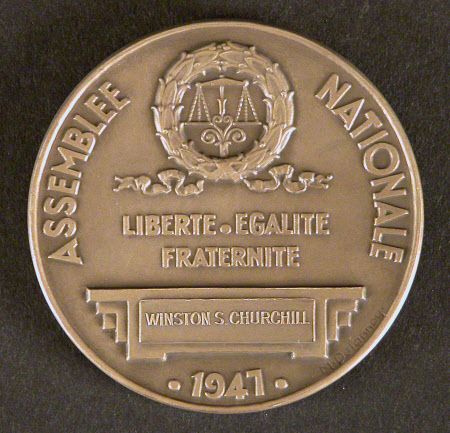 ASSEMBLEE NATIONALE
LIBERTE • EGALITE
FRATERNITE
WINSTON S. CHURCHILL
• 1947 •